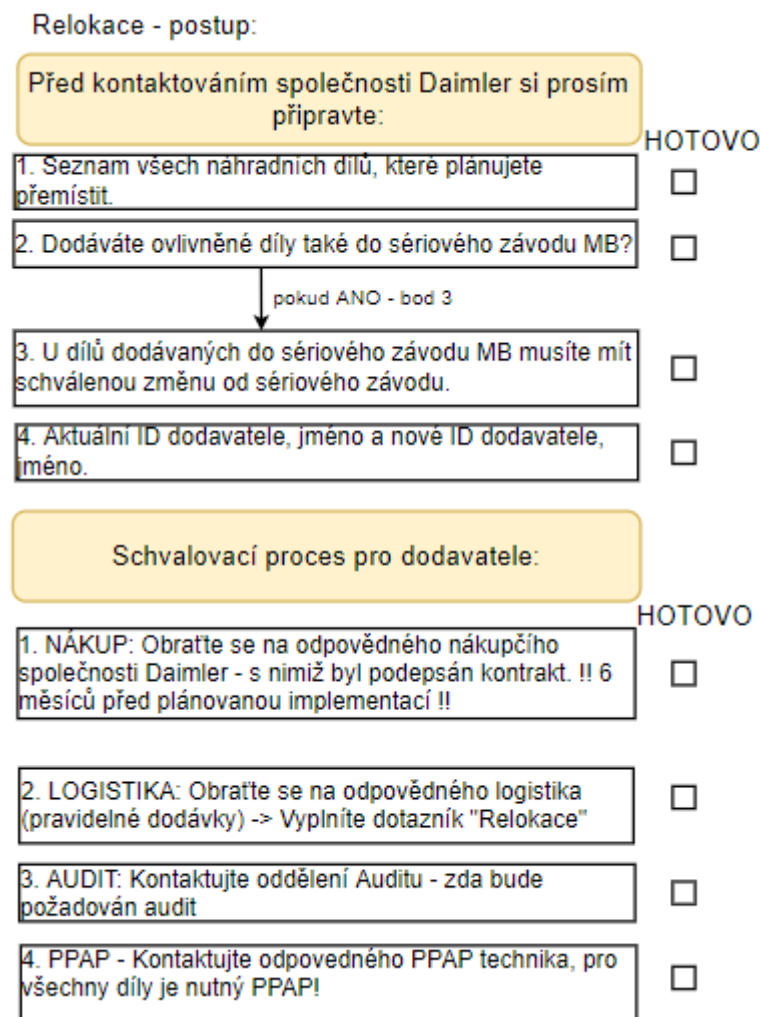 Relokace - postup:
Před kontaktováním společnosti Daimler si prosím
připravte:
HOTOVO
1. Seznam všech náhradních dílů, které plánujete
přemístit.
2. Dodáváte ovlivněné díly také do sériového závodu MB?
pokud ANO - bod 3
3. U dílů dodávaných do sériového závodu MB musíte mít
schválenou změnu od sériového závodu.
4. Aktuální ID dodavatele, jméno a nové ID dodavatele,
jméno.
Schvalovací proces pro dodavatele:
HOTOVO
1. NÁKUP: Obraťte se na odpovědného nákupčího
společnosti Daimler - s nimiž byl podepsán kontrakt. !! 6
měsíců před plánovanou implementací !!
2. LOGISTIKA: Obraťte se na odpovědného logistika
(pravidelné dodávky) -> Vyplníte dotazník "Relokace"
3. AUDIT: Kontaktujte oddělení Auditu - zda bude
požadován audit
4. PPAP - Kontaktujte odpovedného PPAP technika, pro
všechny díly je nutný PPAP!